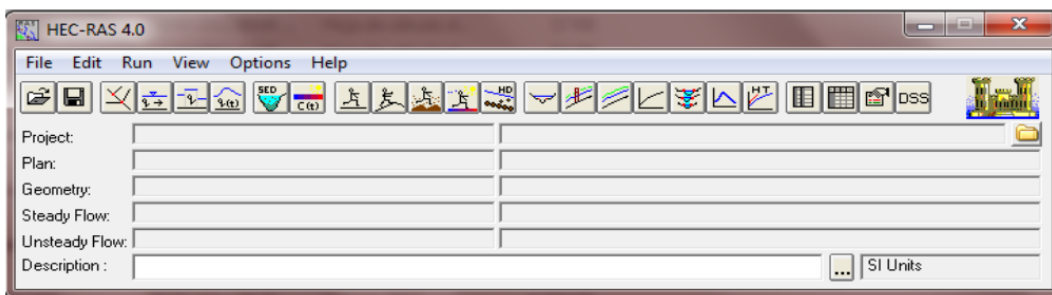 HEC-RAS 4.0
File Edit Run View Options Help
SED C(t) HD HT DSS
Project:
Plan:
Geometry:
Steady Flow:
Unsteady Flow:
Description : ... SI Units